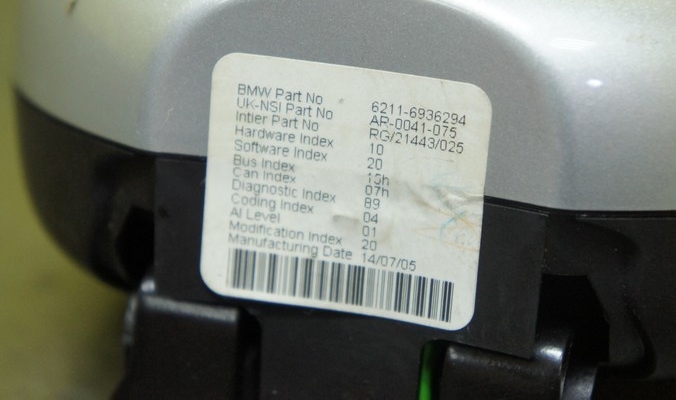 BMW Part No 6211-6936294
UK-NSI Part No AR-0041-075
Intier Part No RG/21443/025
Hardware Index 10
Software Index 20
Bus Index 15h
Can Index 07h
Diagnostic Index 89
Coding Index 04
AI Level 01
Modification Index 20
Manufacturing Date 14/07/05